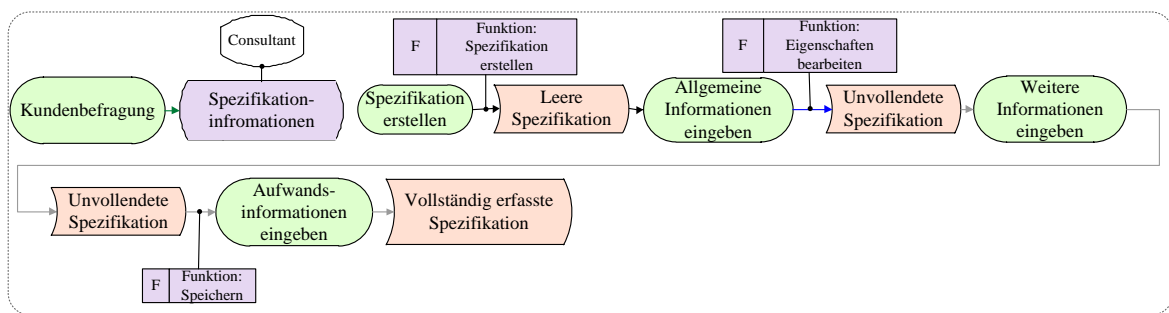 Consultant
Kundenbefragung
Spezifikation-
infromationen
F
Funktion:
Spezifikation
erstellen
Spezifikation
erstellen
Leere
Spezifikation
Allgemeine
Informationen
eingeben
F
Funktion:
Eigenschaften
bearbeiten
Unvollendete
Spezifikation
Weitere
Informationen
eingeben
Unvollendete
Spezifikation
F
Funktion:
Speichern
Aufwands-
informationen
eingeben
Vollständig erfasste
Spezifikation